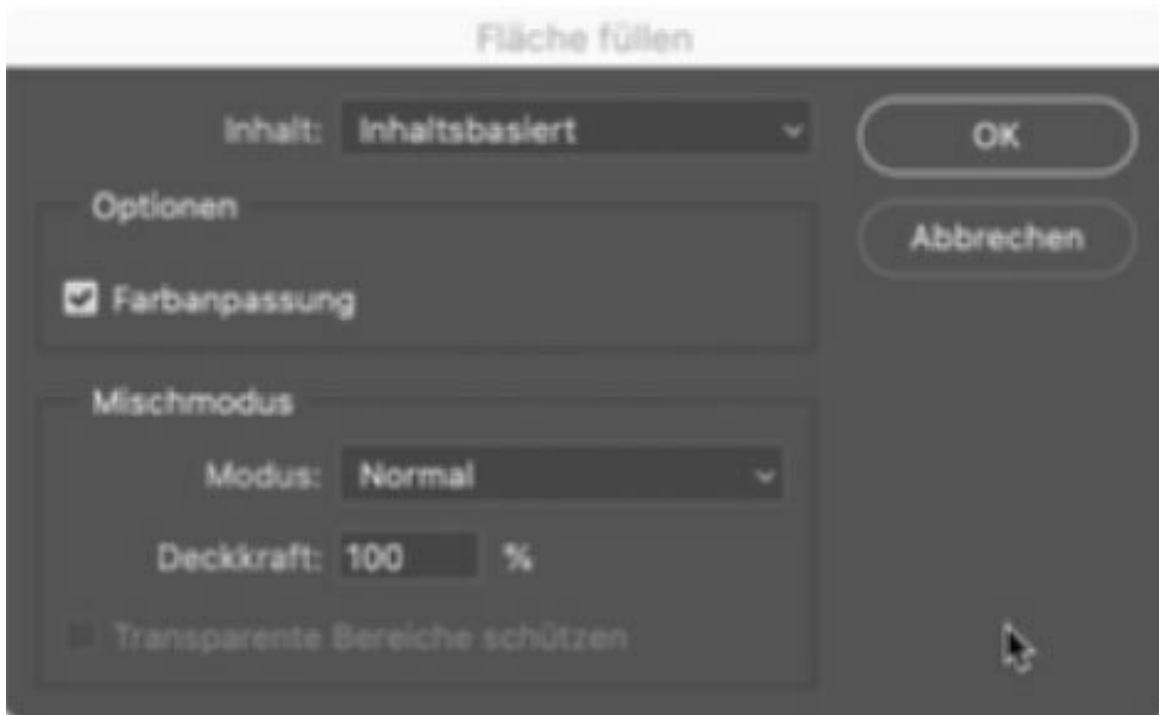 Fläche füllen
Inhalt: Inhaltsbasiert
OK
Optionen
Abbrechen
Farbanpassung
Mischmodus
Modus: Normal
Deckkraft: 100 %
Transparente Bereiche schützen